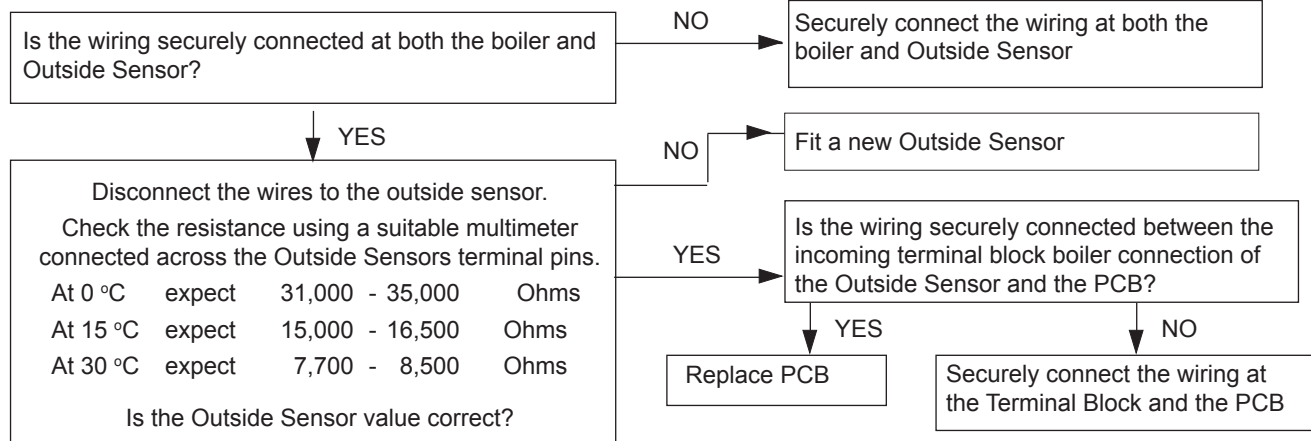 Is the wiring securely connected at both the boiler and
Outside Sensor?
NO
Securely connect the wiring at both the
boiler and Outside Sensor
YES
Disconnect the wires to the outside sensor.
Check the resistance using a suitable multimeter
connected across the Outside Sensors terminal pins.
At 0 °C expect 31,000 - 35,000 Ohms
At 15 °C expect 15,000 - 16,500 Ohms
At 30 °C expect 7,700 - 8,500 Ohms
Is the Outside Sensor value correct?
NO
Fit a new Outside Sensor
YES
Is the wiring securely connected between the
incoming terminal block boiler connection of
the Outside Sensor and the PCB?
YES
Replace PCB
NO
Securely connect the wiring at
the Terminal Block and the PCB